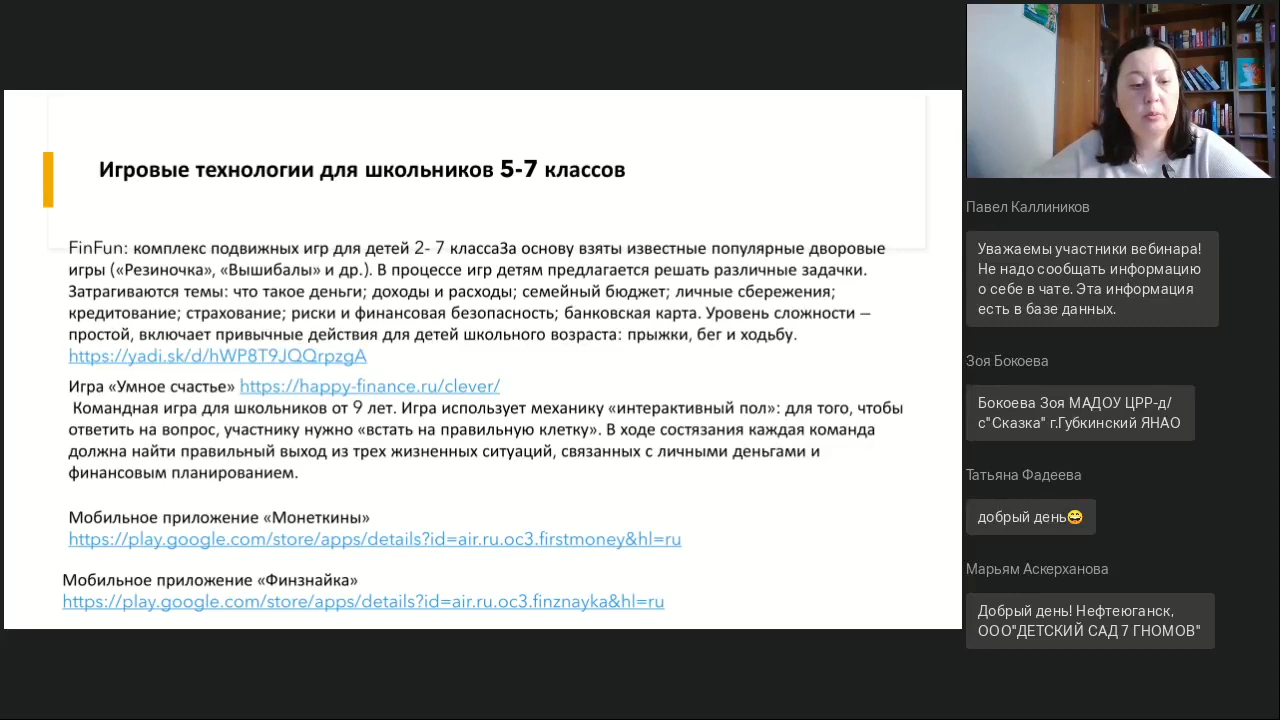 Игровые технологии для школьников 5-7 классов
FinFun: комплекс подвижных игр для детей 2- 7 классаЗа основу взяты известные популярные дворовые
игры («Резиночка», «Вышибалы» и др.). В процессе игр детям предлагается решать различные задачки.
Затрагиваются темы: что такое деньги; доходы и расходы; семейный бюджет; личные сбережения;
кредитование; страхование; риски и финансовая безопасность; банковская карта. Уровень сложности –
простой, включает привычные действия для детей школьного возраста: прыжки, бег и ходьбу.
https://yadi.sk/d/hWP8T9JQQrpzgA
Игра «Умное счастье» https://happy-finance.ru/clever/
Командная игра для школьников от 9 лет. Игра использует механику «интерактивный пол»: для того, чтобы
ответить на вопрос, участнику нужно «встать на правильную клетку». В ходе состязания каждая команда
должна найти правильный выход из трех жизненных ситуаций, связанных с личными деньгами и
финансовым планированием.
Мобильное приложение «Монеткины»
https://play.google.com/store/apps/details?id=air.ru.oc3.firstmoney&hl=ru
Мобильное приложение «Финзнайка»
https://play.google.com/store/apps/details?id=air.ru.oc3.finznayka&hl=ru
Павел Каллиников
Уважаемы участники вебинара!
Не надо сообщать информацию
о себе в чате. Эта информация
есть в базе данных.
Зоя Бокоева
Бокоева Зоя МАДОУ ЦРР-д/
с"Сказка" г.Губкинский ЯНАО
Татьяна Фадеева
добрый день😄
Марьям Аскерханова
Добрый день! Нефтеюганск,
ООО"ДЕТСКИЙ САД 7 ГНОМОВ"